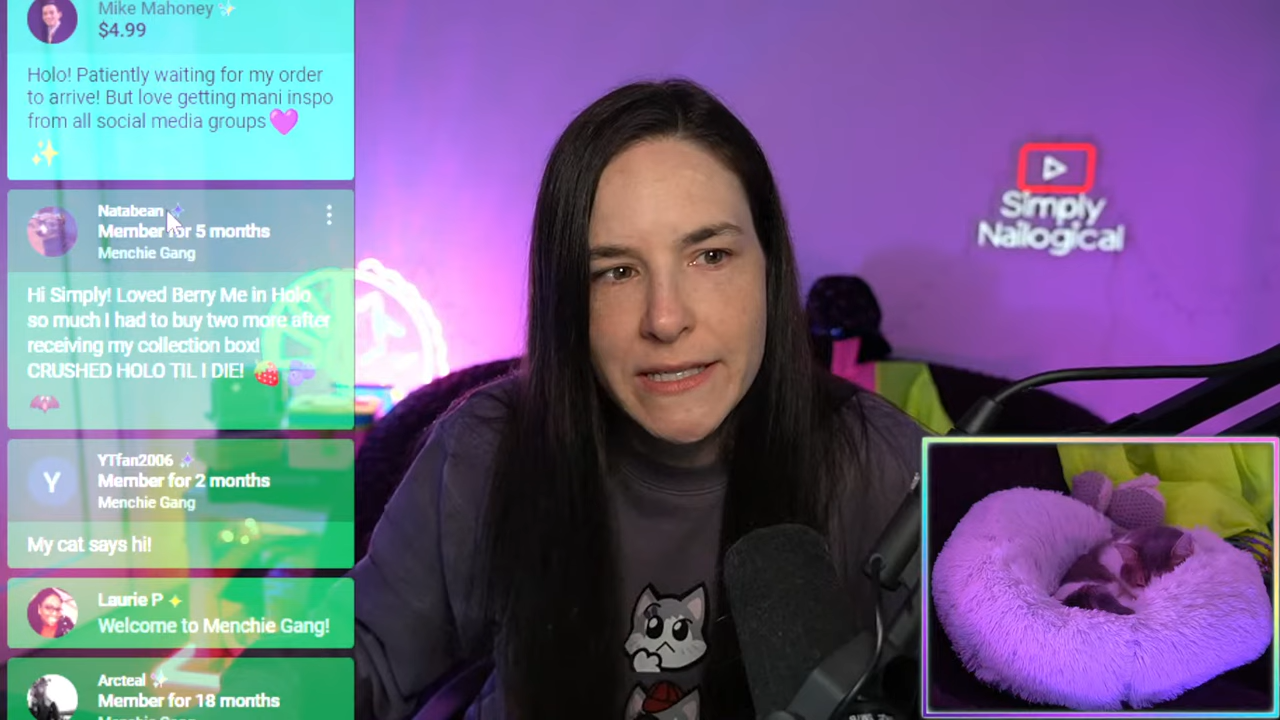 Mike Mahoney
$4.99
Holo! Patiently waiting for my order
to arrive! But love getting mani inspo
from all social media groups
Natabean
Member for 5 months
Menchie Gang
Hi Simply! Loved Berry Me in Holo
so much I had to buy two more after
receiving my collection box!
CRUSHED HOLO TIL I DIE!
Y
YTfan2006
Member for 2 months
Menchie Gang
My cat says hi!
Laurie P
Welcome to Menchie Gang!
Arcteal
Member for 18 months
Menchie Gang
Simply
Nailogical